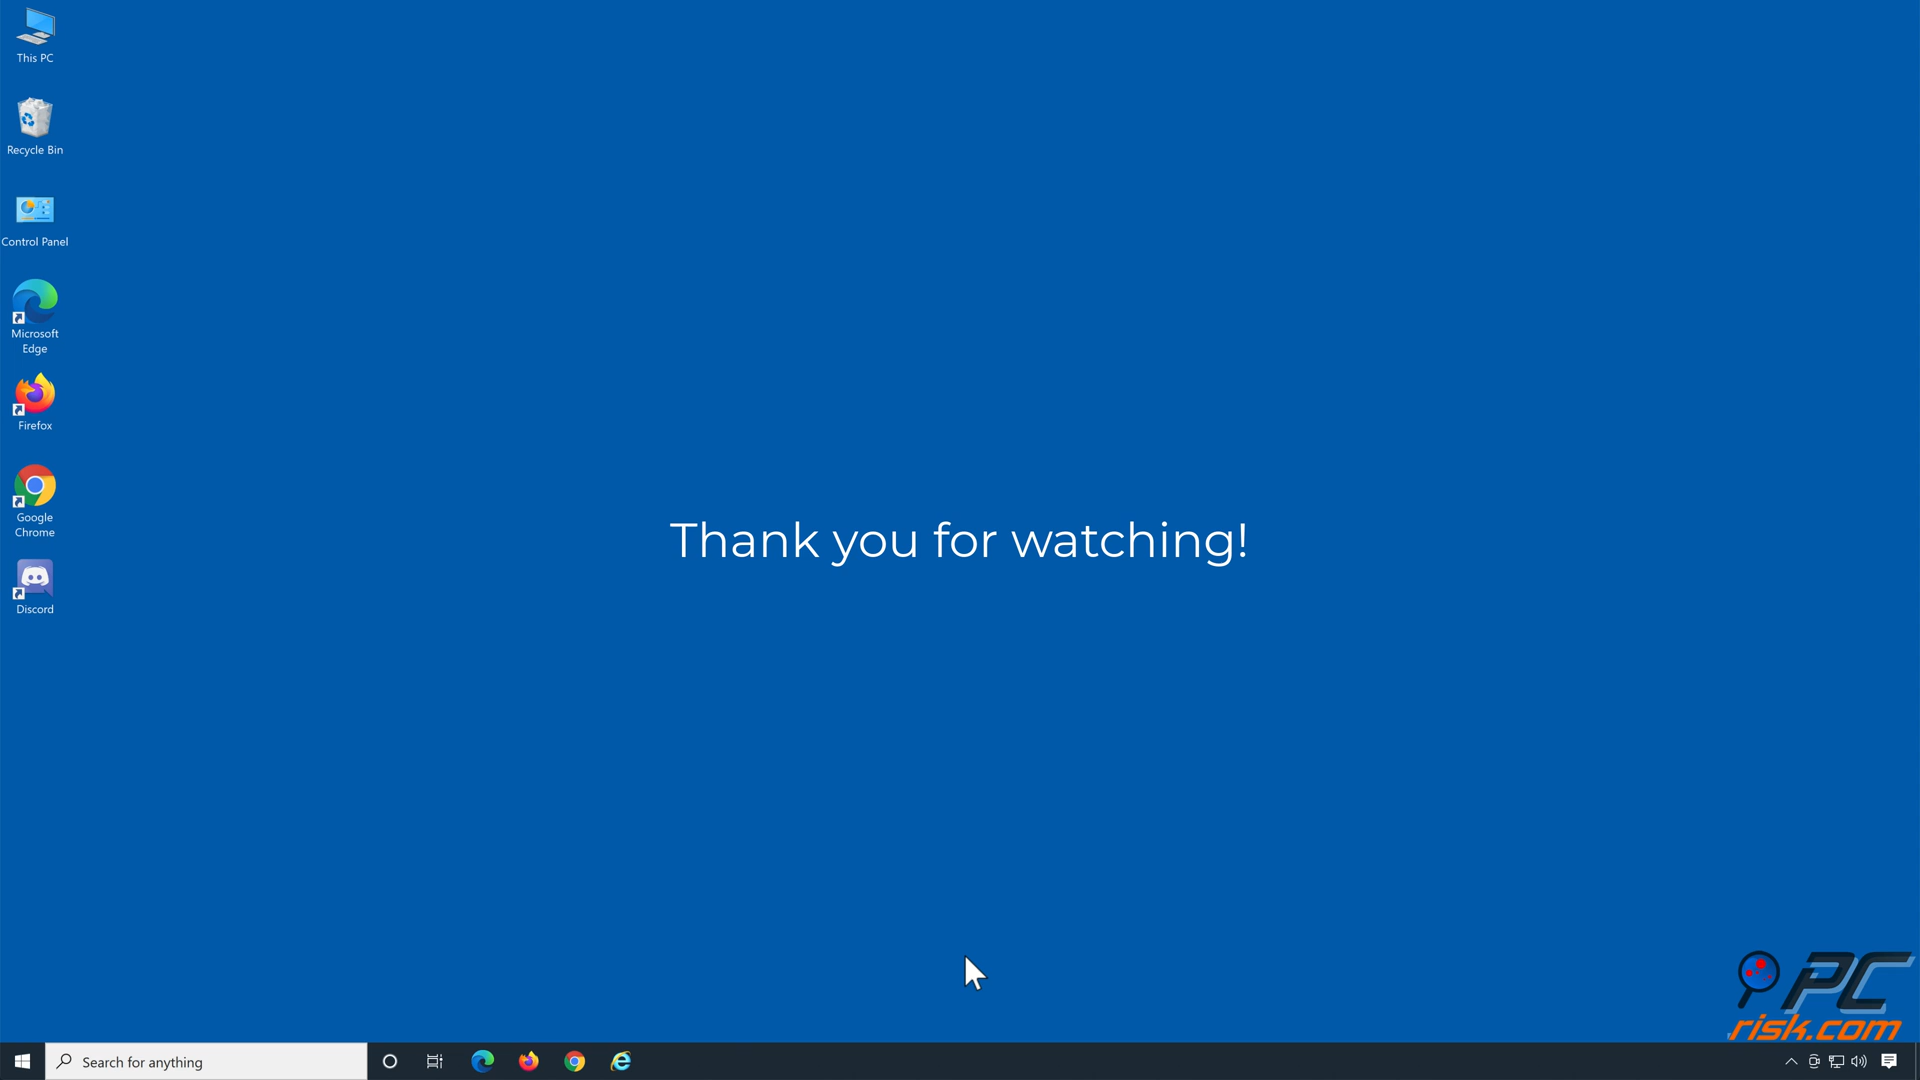 This PC
Recycle Bin
Control Panel
Microsoft
Edge
Firefox
Google
Chrome
Discord
Thank you for watching!
PC
risk.com
Search for anything